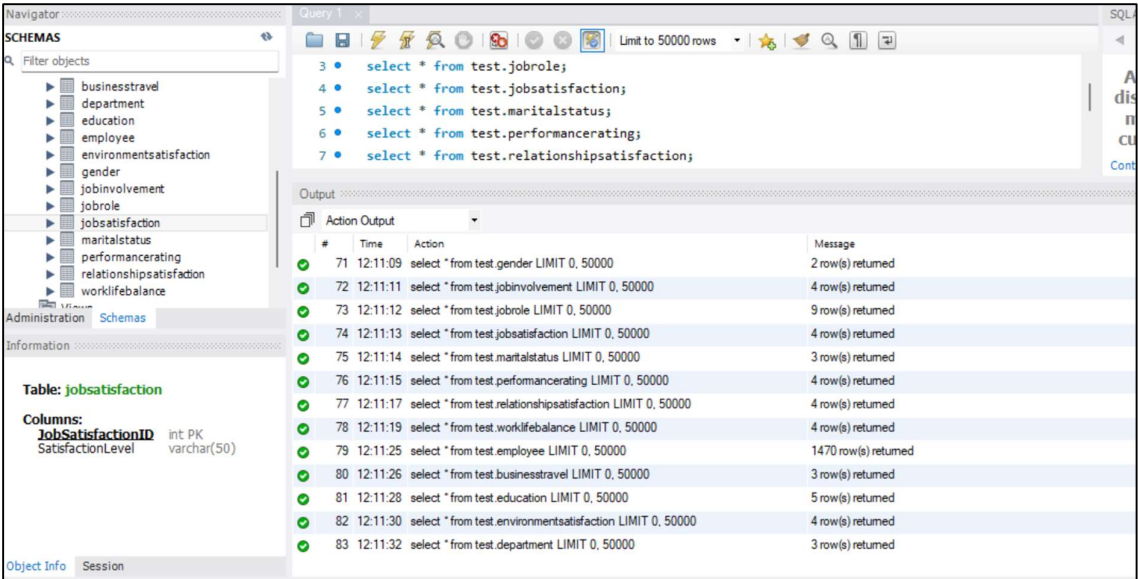 Navigator
SCHEMAS
Filter objects
businesstravel
department
education
employee
environmentsatisfaction
gender
jobinvolvement
jobrole
jobsatisfaction
maritalstatus
performancerating
relationshipsatisfaction
worklifebalance
Administration Schemas
Information
Table: jobsatisfaction
Columns:
JobSatisfactionID int PK
SatisfactionLevel varchar(50)
Object Info Session
Query 1
Limit to 50000 rows
3 select * from test.jobrole;
4 select * from test.jobsatisfaction;
5 select * from test.maritalstatus;
6 select * from test.performancerating;
7 select * from test.relationshipsatisfaction;
Output
Action Output
# Time Action Message
71 12:11:09 select * from test.gender LIMIT 0, 50000 2 row(s) returned
72 12:11:11 select * from test.jobinvolvement LIMIT 0, 50000 4 row(s) returned
73 12:11:12 select * from test.jobrole LIMIT 0, 50000 9 row(s) returned
74 12:11:13 select * from test.jobsatisfaction LIMIT 0, 50000 4 row(s) returned
75 12:11:14 select * from test.maritalstatus LIMIT 0, 50000 3 row(s) returned
76 12:11:15 select * from test.performancerating LIMIT 0, 50000 4 row(s) returned
77 12:11:17 select * from test.relationshipsatisfaction LIMIT 0, 50000 4 row(s) returned
78 12:11:19 select * from test.worklifebalance LIMIT 0, 50000 4 row(s) returned
79 12:11:25 select * from test.employee LIMIT 0, 50000 1470 row(s) returned
80 12:11:26 select * from test.businesstravel LIMIT 0, 50000 3 row(s) returned
81 12:11:28 select * from test.education LIMIT 0, 50000 5 row(s) returned
82 12:11:30 select * from test.environmentsatisfaction LIMIT 0, 50000 4 row(s) returned
83 12:11:32 select * from test.department LIMIT 0, 50000 3 row(s) returned